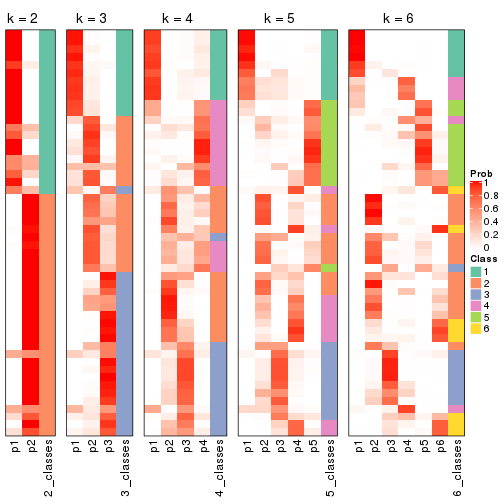 k = 2
k = 3
k = 4
k = 5
k = 6
Prob
1
0.8
0.6
0.4
0.2
0
Class
1
2
3
4
5
6
p1
p2
2_classes
p1
p2
p3
3_classes
p1
p2
p3
p4
4_classes
p1
p2
p3
p4
p5
5_classes
p1
p2
p3
p4
p5
p6
6_classes